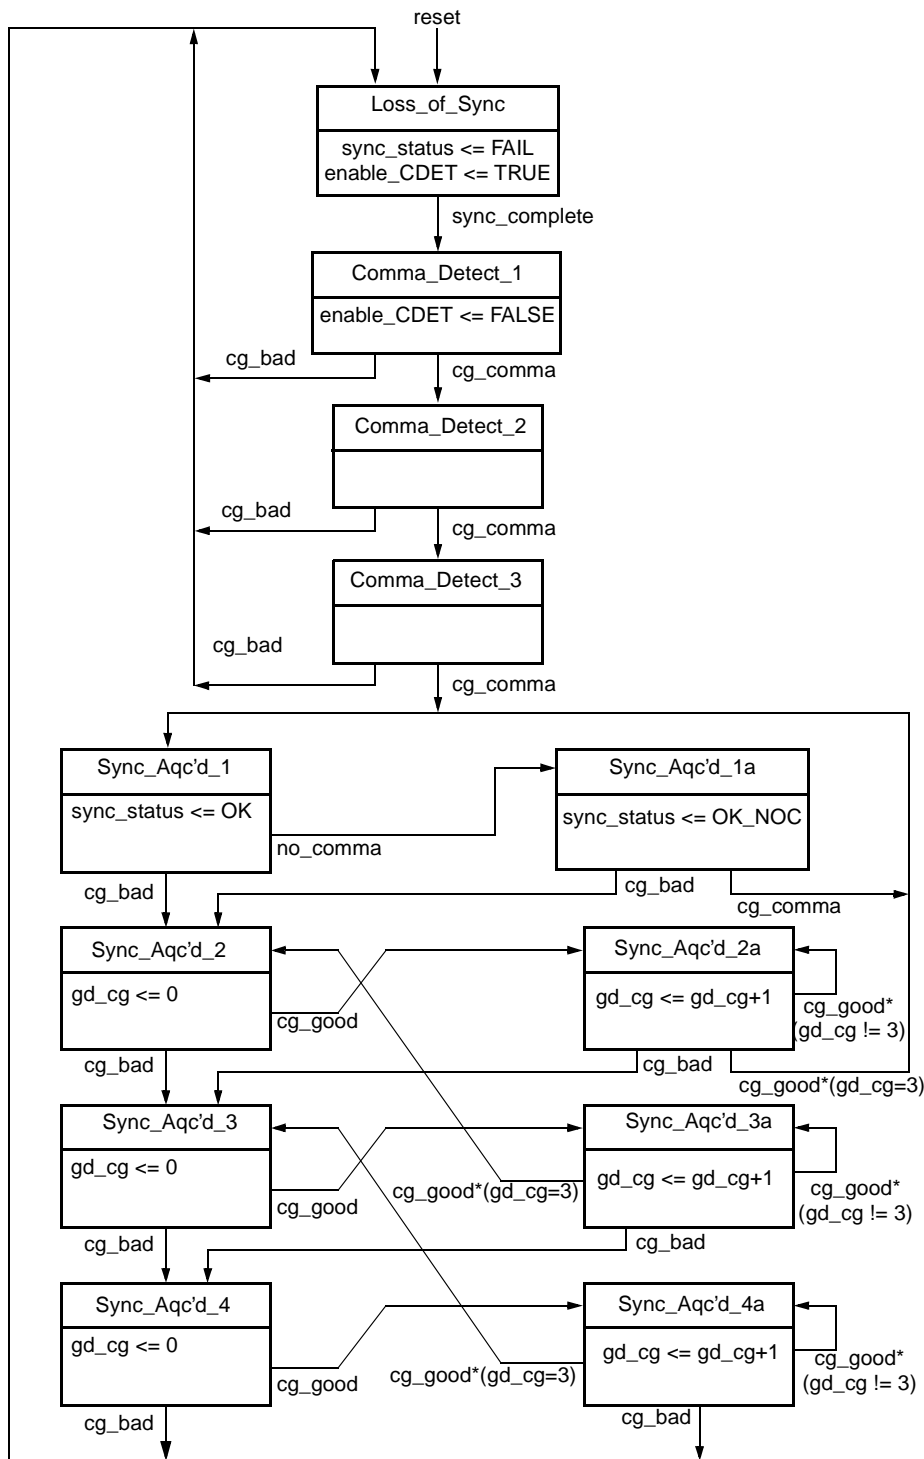 reset
Loss_of_Sync
sync_status <= FAIL
enable_CDET <= TRUE
sync_complete
Comma_Detect_1
enable_CDET <= FALSE
cg_bad
cg_comma
Comma_Detect_2
cg_bad
cg_comma
Comma_Detect_3
cg_bad
cg_comma
Sync_Aqc'd_1
sync_status <= OK
no_comma
cg_bad
Sync_Aqc'd_1a
sync_status <= OK_NOC
cg_bad
cg_comma
Sync_Aqc'd_2
gd_cg <= 0
cg_good
cg_bad
Sync_Aqc'd_2a
gd_cg <= gd_cg+1
cg_good*
(gd_cg != 3)
cg_bad
cg_good*(gd_cg=3)
Sync_Aqc'd_3
gd_cg <= 0
cg_good
cg_bad
Sync_Aqc'd_3a
gd_cg <= gd_cg+1
cg_good*(gd_cg=3)
cg_good*
(gd_cg != 3)
cg_bad
Sync_Aqc'd_4
gd_cg <= 0
cg_good
cg_bad
Sync_Aqc'd_4a
gd_cg <= gd_cg+1
cg_good*(gd_cg=3)
cg_good*
(gd_cg != 3)
cg_bad